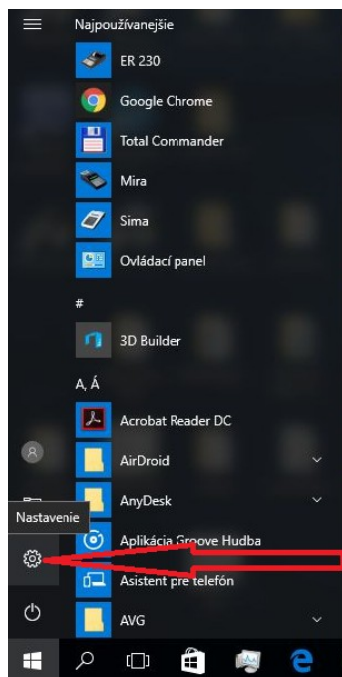 Najpoužívanejšie
ER 230
Google Chrome
Total Commander
Mira
Sima
Ovládací panel
#
3D Builder
A, Á
Acrobat Reader DC
AirDroid
AnyDesk
Nastavenie
Aplikácia Groove Hudba
Asistent pre telefón
AVG